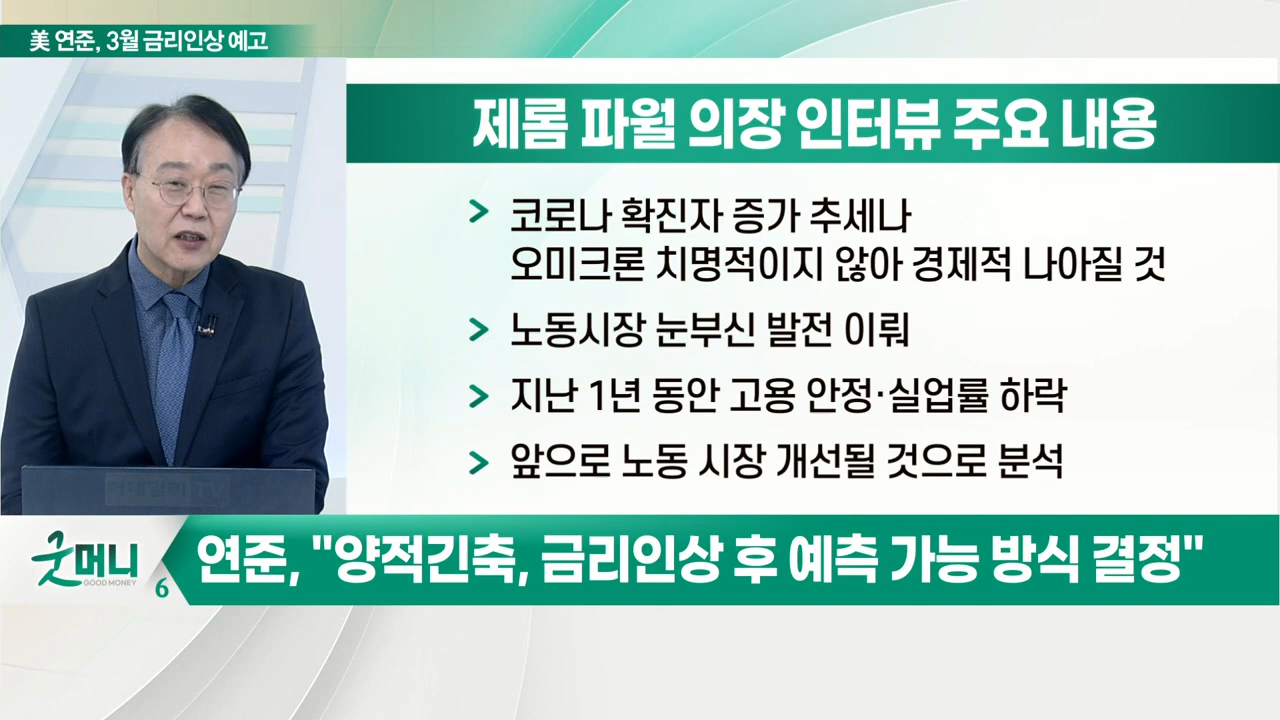 美 연준, 3월 금리인상 예고
제롬 파월 의장 인터뷰 주요 내용
> 코로나 확진자 증가 추세나
오미크론 치명적이지 않아 경제적 나아질 것
> 노동시장 눈부신 발전 이뤄
> 지난 1년 동안 고용 안정·실업률 하락
> 앞으로 노동 시장 개선될 것으로 분석
굿머니
GOOD MONEY
6
연준, "양적긴축, 금리인상 후 예측 가능 방식 결정"